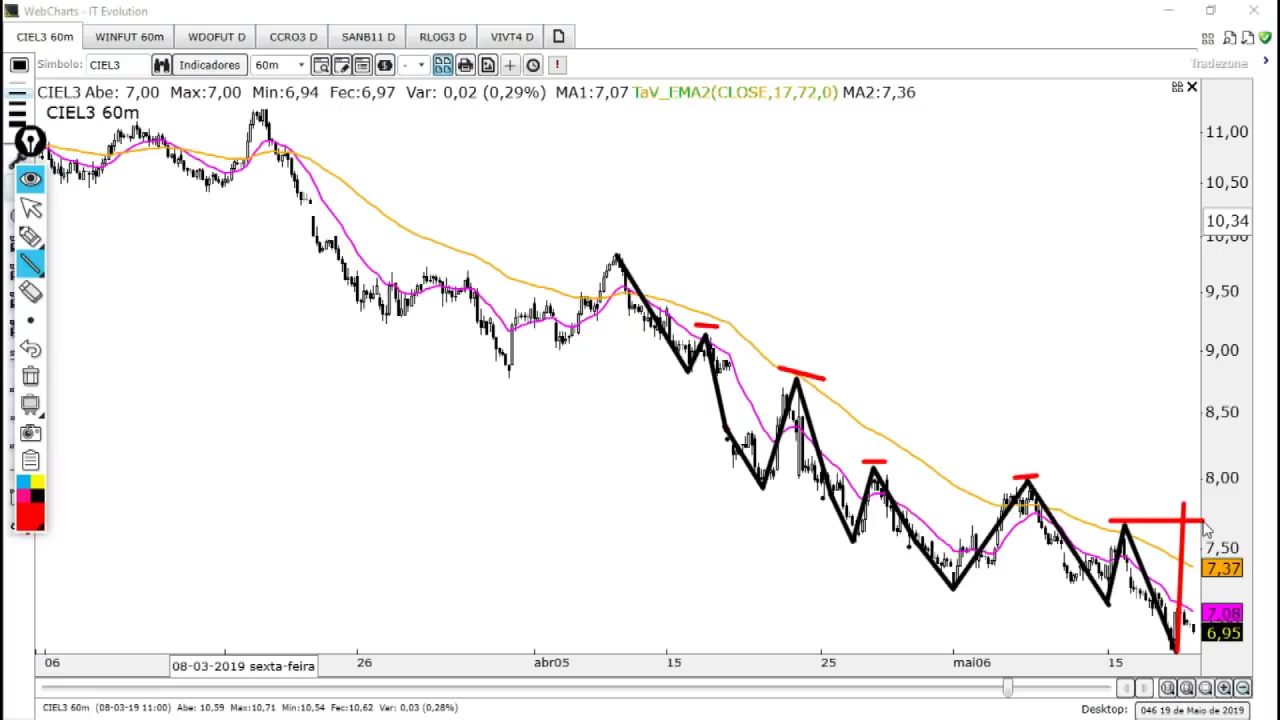 WebCharts - IT Evolution
CIEL3 60m WINFUT 60m WDOFUT D CCRO3 D SANB11 D RLOG3 D VIVT4 D
Símbolo: CIEL3 Indicadores 60m - !
Tradezone
CIEL3 Abe: 7,00 Max:7,00 Min:6,94 Fec:6,97 Var: 0,02 (0,29%) MA1:7,07 TaV_EMA2(CLOSE,17,72,0) MA2:7,36
CIEL3 60m
11,00
10,50
10,34
10,00
9,50
9,00
8,50
8,00
7,50
7,37
7,08
6,95
06 08-03-2019 sexta-feira 26 abr05 15 25 mai06 15
CIEL3 60m (08-03-19 11:00) Abe: 10,59 Max:10,71 Min:10,54 Fec:10,62 Var: 0,03 (0,28%)
Desktop: 046 19 de Maio de 2019